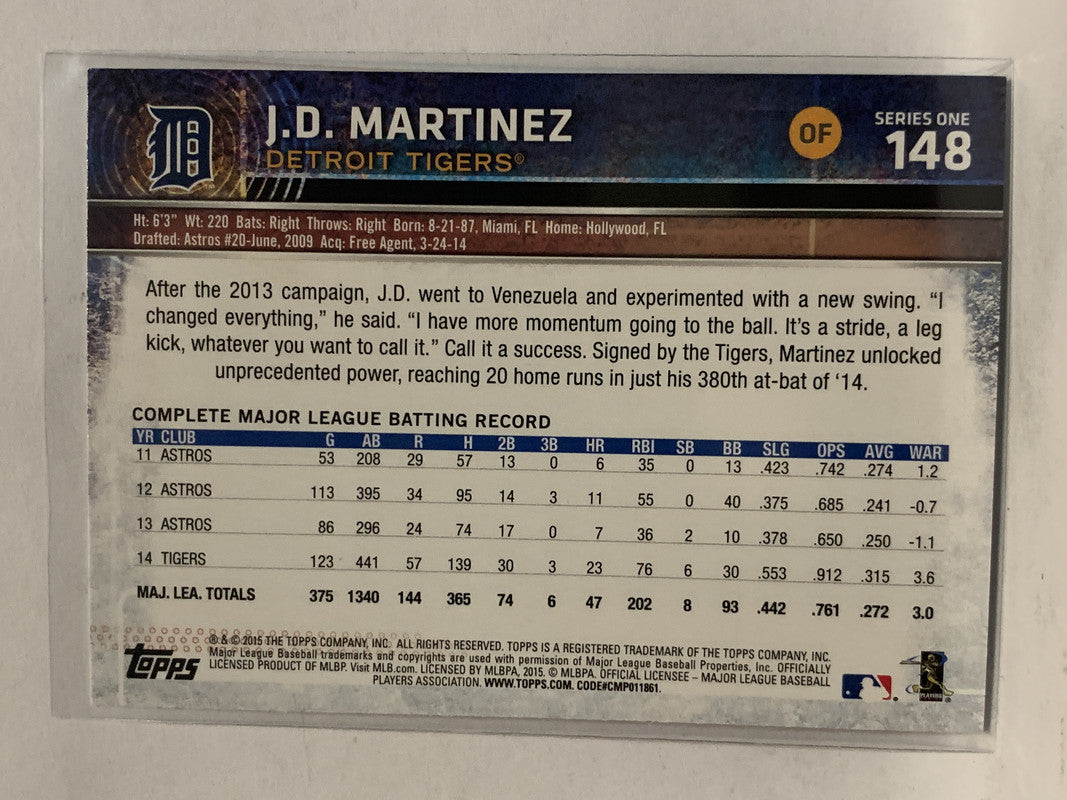 J.D. MARTINEZ
DETROIT TIGERS®
OF
SERIES ONE
148
Ht: 6'3" Wt: 220 Bats: Right Throws: Right Born: 8-21-87, Miami, FL Home: Hollywood, FL
Drafted: Astros #20-June, 2009 Acq: Free Agent, 3-24-14
After the 2013 campaign, J.D. went to Venezuela and experimented with a new swing. “I
changed everything,” he said. “I have more momentum going to the ball. It’s a stride, a leg
kick, whatever you want to call it.” Call it a success. Signed by the Tigers, Martinez unlocked
unprecedented power, reaching 20 home runs in just his 380th at-bat of ‘14.
COMPLETE MAJOR LEAGUE BATTING RECORD
YR CLUB G AB R H 2B 3B HR RBI SB BB SLG OPS AVG WAR
11 ASTROS 53 208 29 57 13 0 6 35 0 13 .423 .742 .274 1.2
12 ASTROS 113 395 34 95 14 3 11 55 0 40 .375 .685 .241 -0.7
13 ASTROS 86 296 24 74 17 0 7 36 2 10 .378 .650 .250 -1.1
14 TIGERS 123 441 57 139 30 3 23 76 6 30 .553 .912 .315 3.6
MAJ. LEA. TOTALS 375 1340 144 365 74 6 47 202 8 93 .442 .761 .272 3.0
® & © 2015 THE TOPPS COMPANY, INC. ALL RIGHTS RESERVED. TOPPS IS A REGISTERED TRADEMARK OF THE TOPPS COMPANY, INC.
Major League Baseball trademarks and copyrights are used with permission of Major League Baseball Properties, Inc. OFFICIALLY
LICENSED PRODUCT OF MLBP. Visit MLB.com. LICENSED BY MLBPA, 2015. © MLBPA. OFFICIAL LICENSEE – MAJOR LEAGUE BASEBALL
PLAYERS ASSOCIATION. WWW.TOPPS.COM. CODE#CMP011861.
topps
PLAYERS